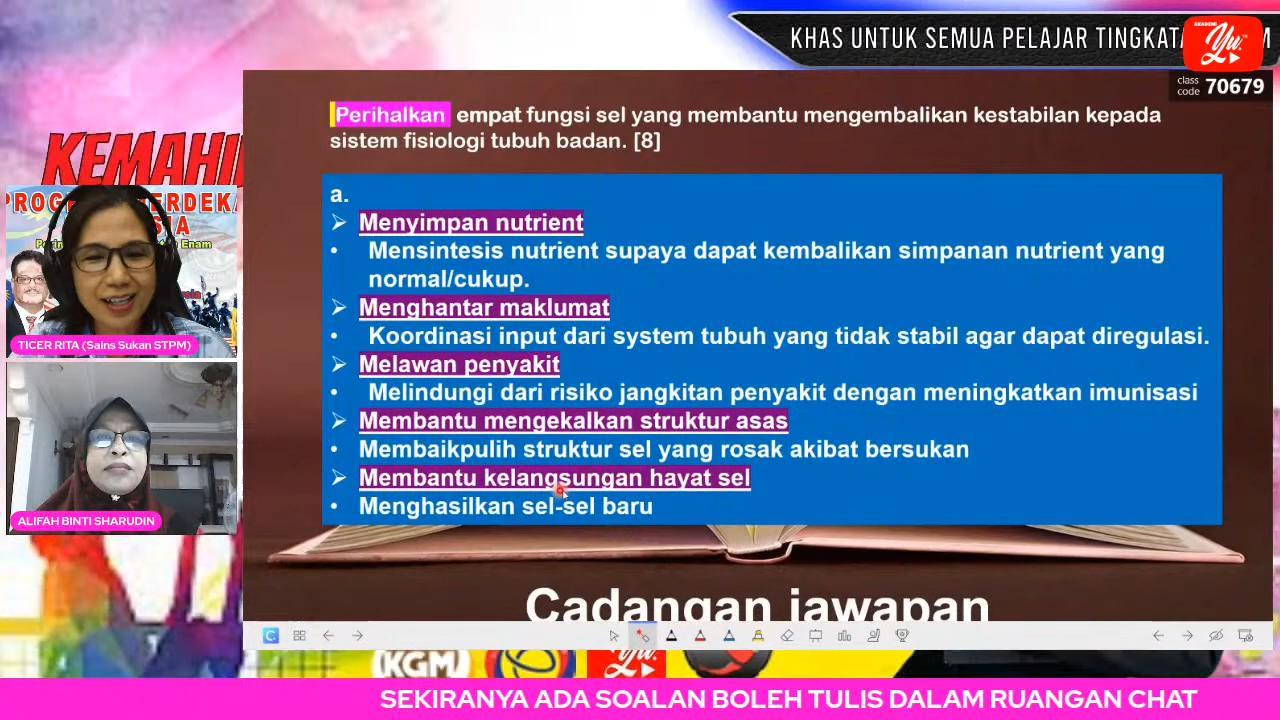 KHAS UNTUK SEMUA PELAJAR TINGKATA
AKADEMI
Yu.
class
code 70679
KEMAHI
Perihalkan empat fungsi sel yang membantu mengembalikan kestabilan kepada
sistem fisiologi tubuh badan. [8]
a.
➢ Menyimpan nutrient
• Mensintesis nutrient supaya dapat kembalikan simpanan nutrient yang
normal/cukup.
➢ Menghantar maklumat
• Koordinasi input dari system tubuh yang tidak stabil agar dapat diregulasi.
➢ Melawan penyakit
• Melindungi dari risiko jangkitan penyakit dengan meningkatkan imunisasi
➢ Membantu mengekalkan struktur asas
• Membaikpulih struktur sel yang rosak akibat bersukan
➢ Membantu kelangsungan hayat sel
• Menghasilkan sel-sel baru
Cadangan jawapan
TICER RITA (Sains Sukan STPM)
ALIFAH BINTI SHARUDIN
KGM
SEKIRANYA ADA SOALAN BOLEH TULIS DALAM RUANGAN CHAT